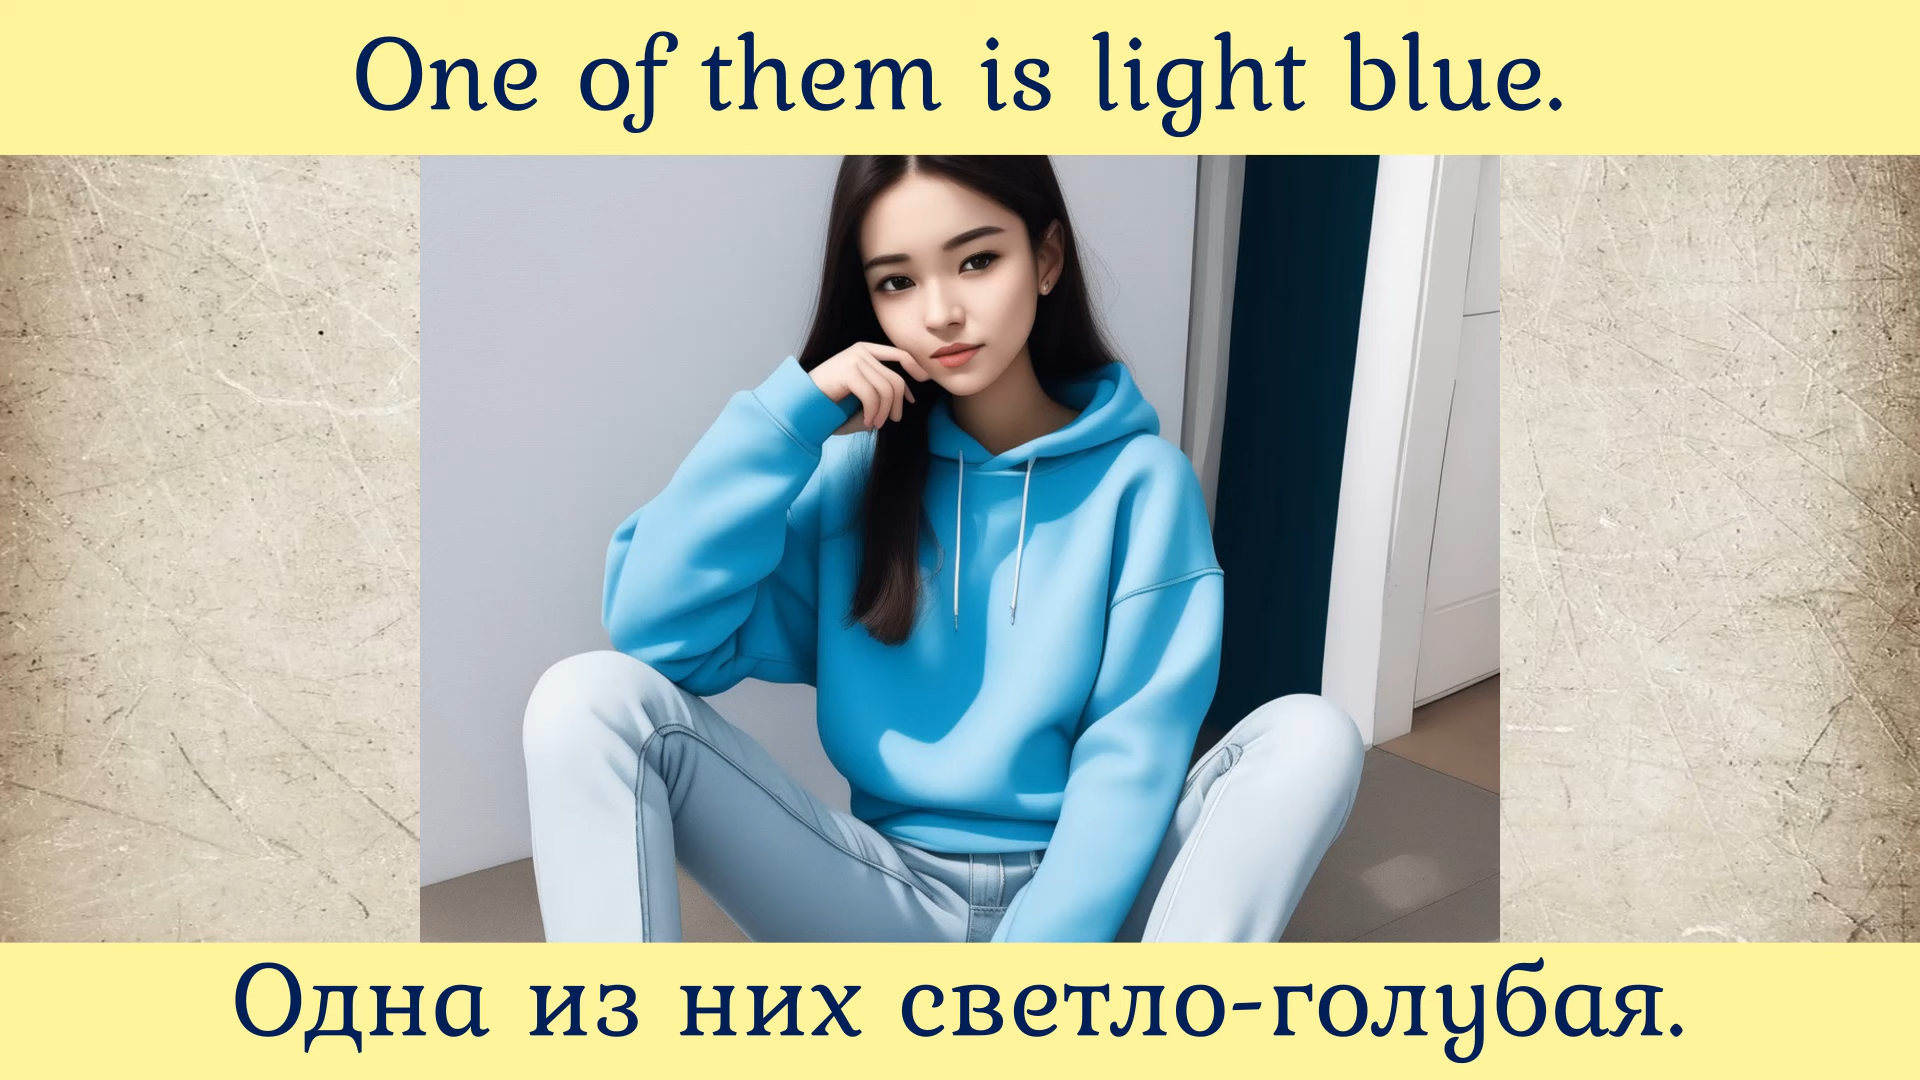 One of them is light blue.
Одна из них светло-голубая.